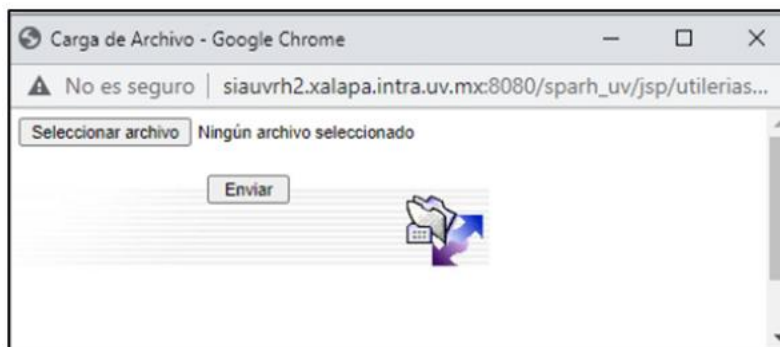 Carga de Archivo - Google Chrome
No es seguro | siauvrh2.xalapa.intra.uv.mx:8080/sparh_uv/jsp/utilerias...
Seleccionar archivo Ningún archivo seleccionado
Enviar